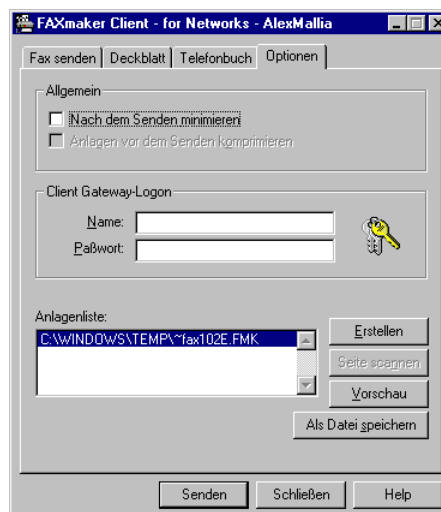 FAXmaker Client - for Networks - AlexMallia
Fax senden Deckblatt Telefonbuch Optionen
Allgemein
Nach dem Senden minimieren
Anlagen vor dem Senden komprimieren
Client Gateway-Logon
Name:
Paßwort:
Anlagenliste:
C:\WINDOWS\TEMP\~fax102E.FMK
Erstellen
Seite scannen
Vorschau
Als Datei speichern
Senden Schließen Help